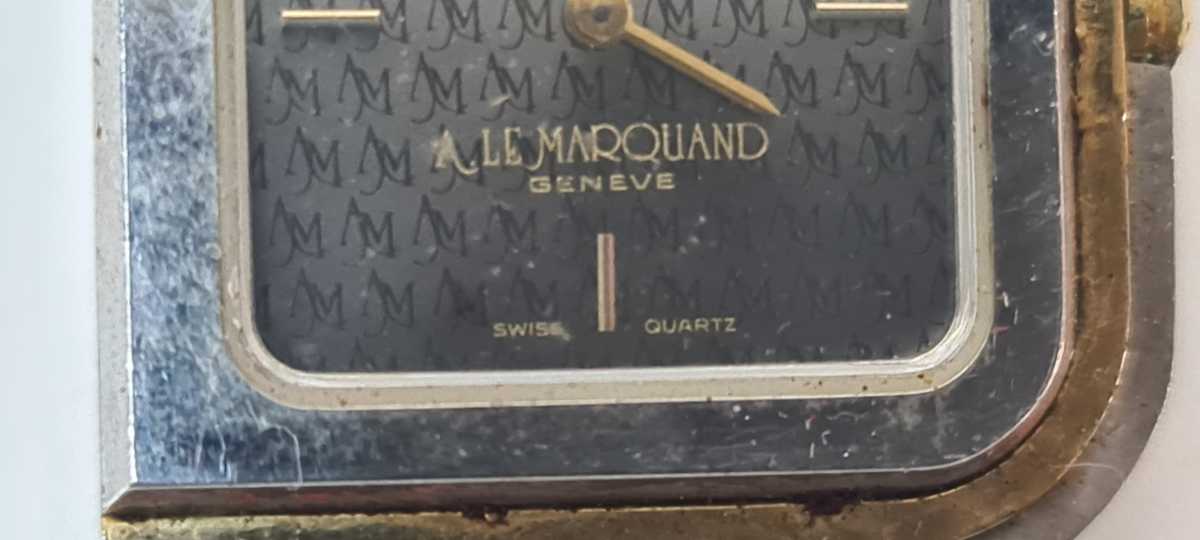 A. LE MARQUAND
GENEVE
SWISS QUARTZ